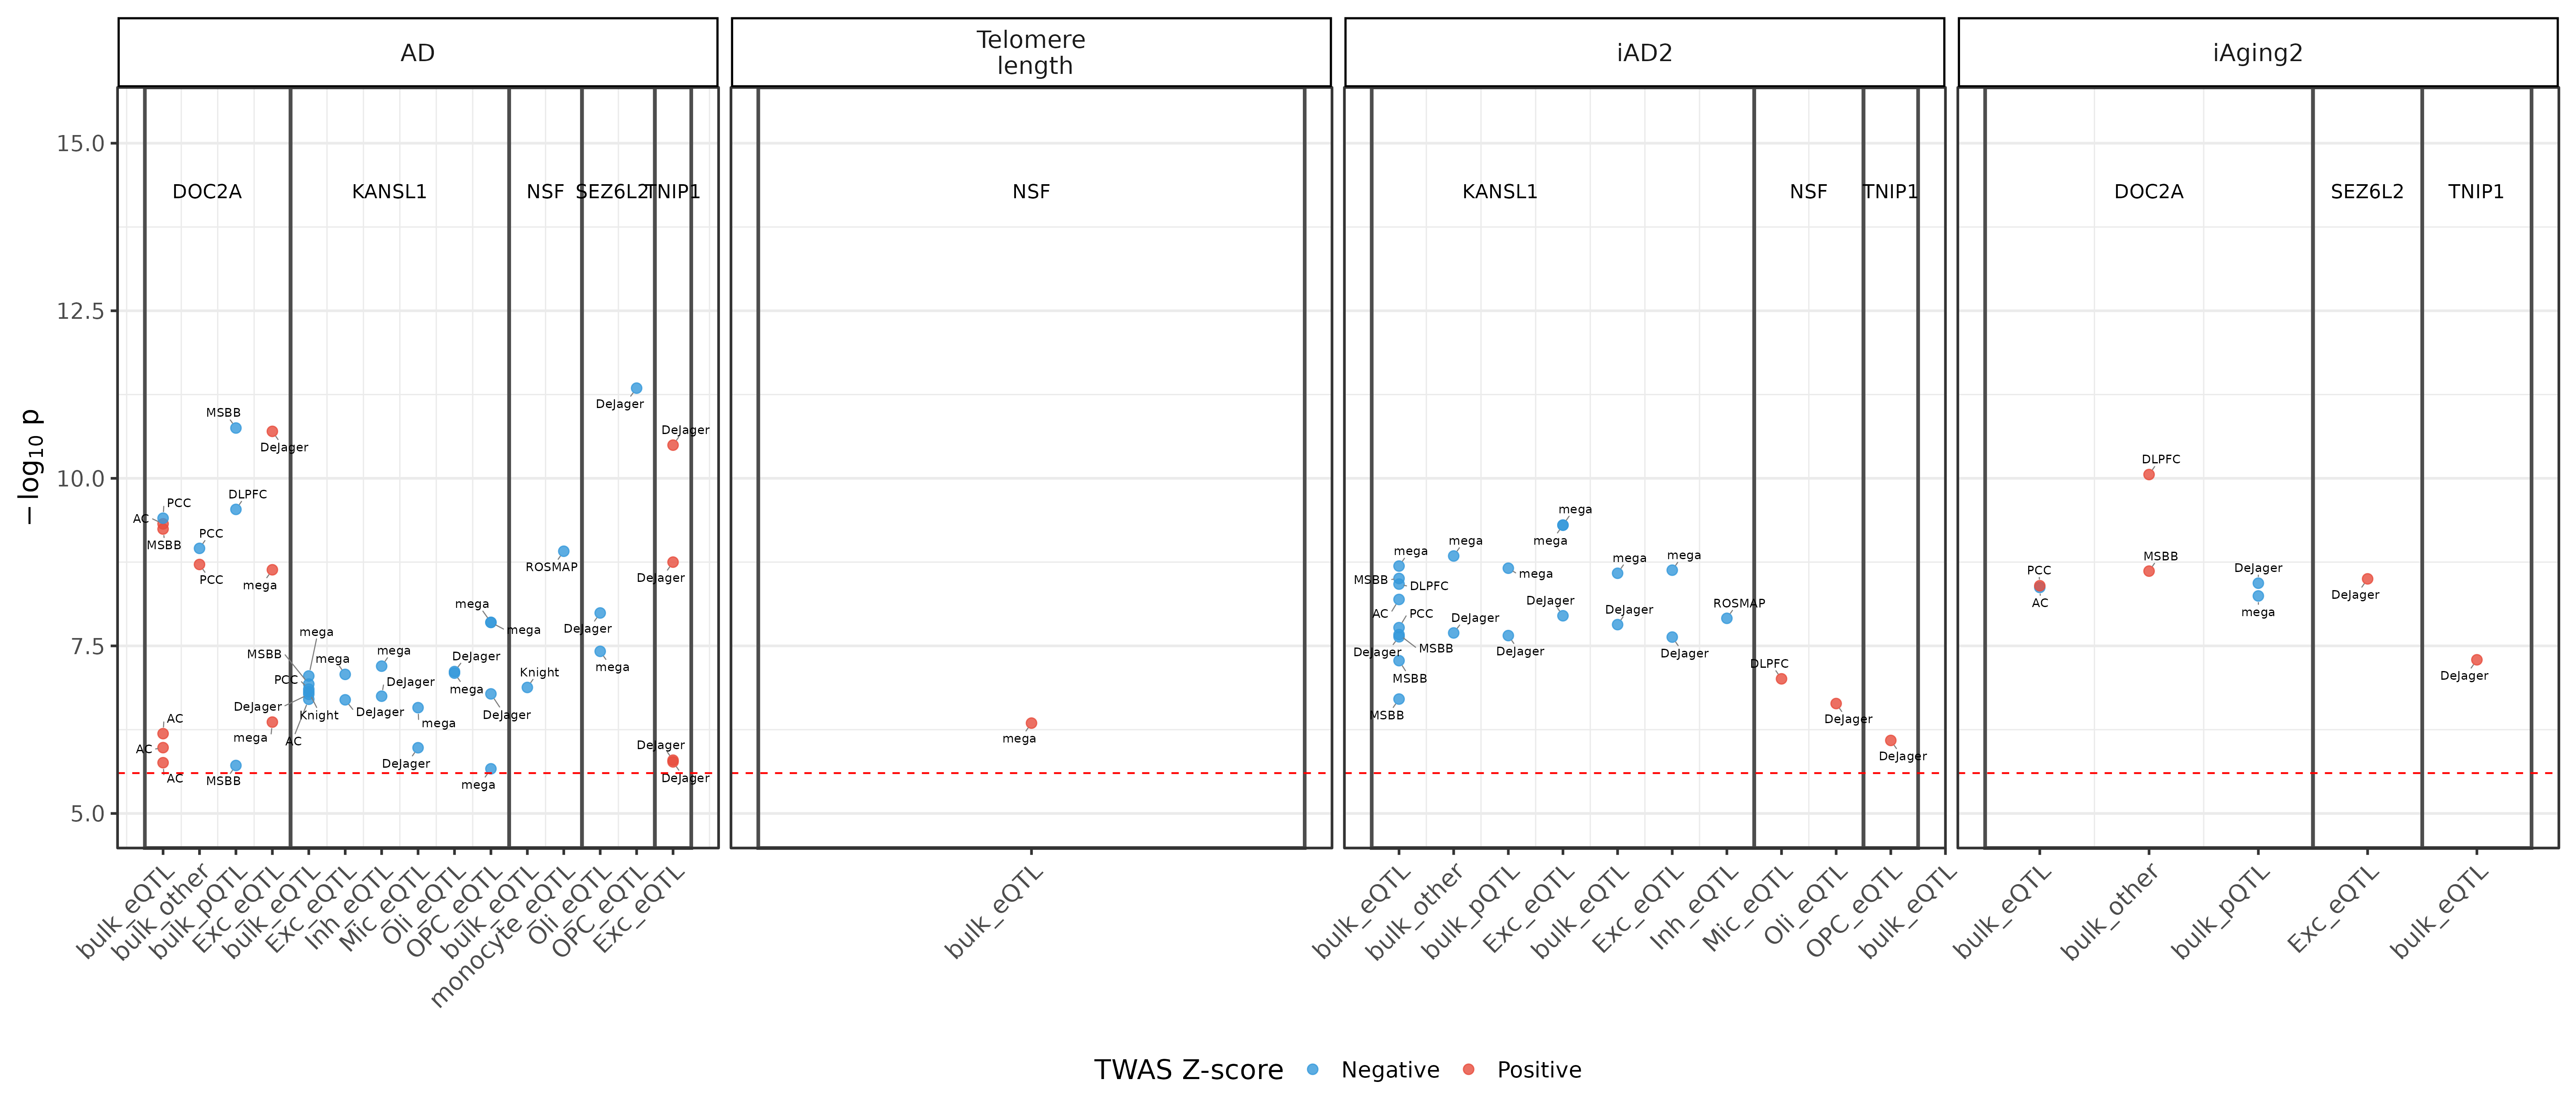 AD
Telomere
length
iAD2
iAging2
− log10 p
15.0
12.5
10.0
7.5
5.0
DOC2A KANSL1 NSF SEZ6L2 TNIP1
MSBB
DeJager
PCC
AC
MSBB
DLPFC
PCC
PCC
mega
AC
AC
AC
MSBB
mega
mega
MSBB
PCC
DeJager
AC
Knight
mega
DeJager
mega
DeJager
mega
DeJager
DeJager
mega
mega
mega
DeJager
mega
Knight
ROSMAP
DeJager
mega
DeJager
DeJager
DeJager
DeJager
DeJager
bulk_eQTL
bulk_other
bulk_pQTL
Exc_eQTL
bulk_eQTL
Exc_eQTL
Inh_eQTL
Mic_eQTL
Oli_eQTL
OPC_eQTL
bulk_eQTL
monocyte_eQTL
Oli_eQTL
OPC_eQTL
Exc_eQTL
NSF
mega
bulk_eQTL
KANSL1 NSF TNIP1
mega
MSBB
DLPFC
AC
PCC
DeJager
MSBB
MSBB
MSBB
mega
DeJager
mega
DeJager
mega
mega
DeJager
mega
DeJager
mega
DeJager
ROSMAP
DLPFC
DeJager
DeJager
bulk_eQTL
bulk_other
bulk_pQTL
Exc_eQTL
bulk_eQTL
Exc_eQTL
Inh_eQTL
Mic_eQTL
Oli_eQTL
OPC_eQTL
bulk_eQTL
DOC2A SEZ6L2 TNIP1
PCC
AC
DLPFC
MSBB
DeJager
mega
DeJager
DeJager
bulk_eQTL
bulk_other
bulk_pQTL
Exc_eQTL
bulk_eQTL
TWAS Z-score Negative Positive